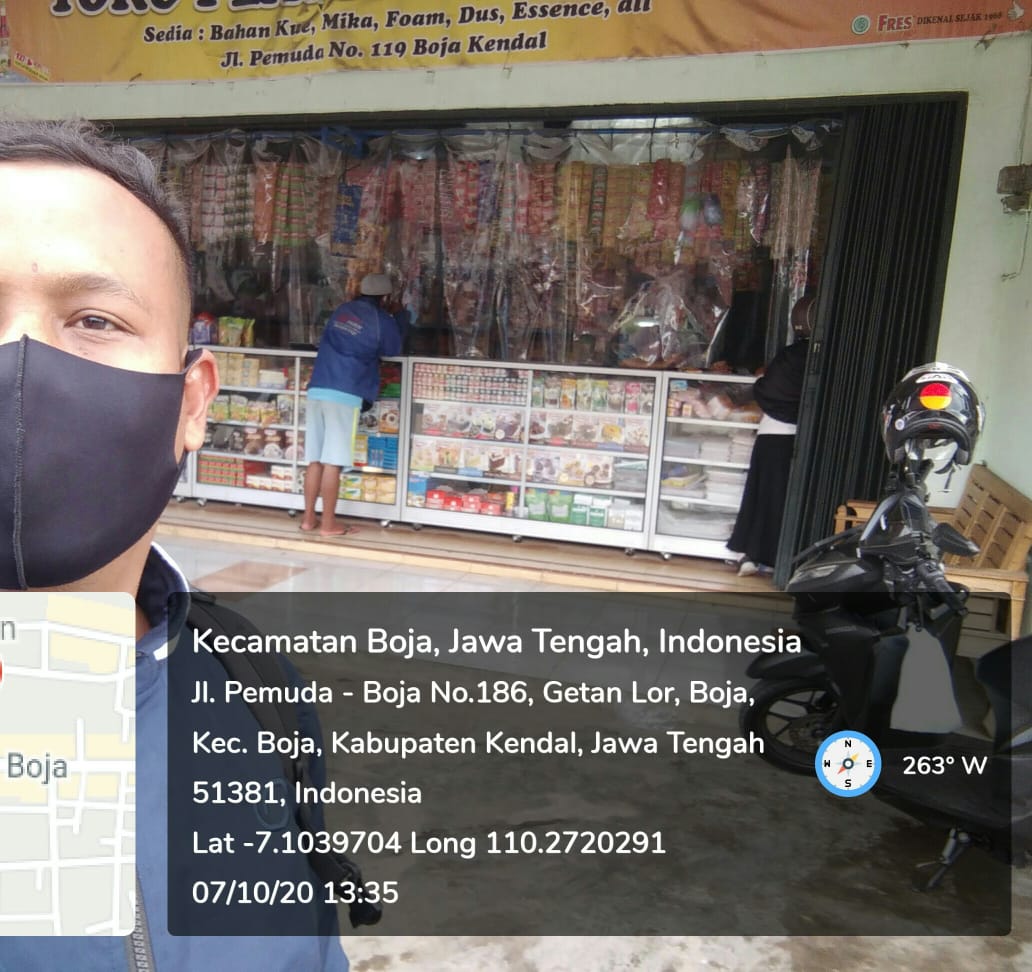 TOKO
Sedia : Bahan Kue, Mika, Foam, Dus, Essence, dll
Jl. Pemuda No. 119 Boja Kendal
FRES DIKENAL SEJAK 1968
n
Boja
Kecamatan Boja, Jawa Tengah, Indonesia
Jl. Pemuda - Boja No.186, Getan Lor, Boja,
Kec. Boja, Kabupaten Kendal, Jawa Tengah
51381, Indonesia
Lat -7.1039704 Long 110.2720291
07/10/20 13:35
N
W E
S
263° W